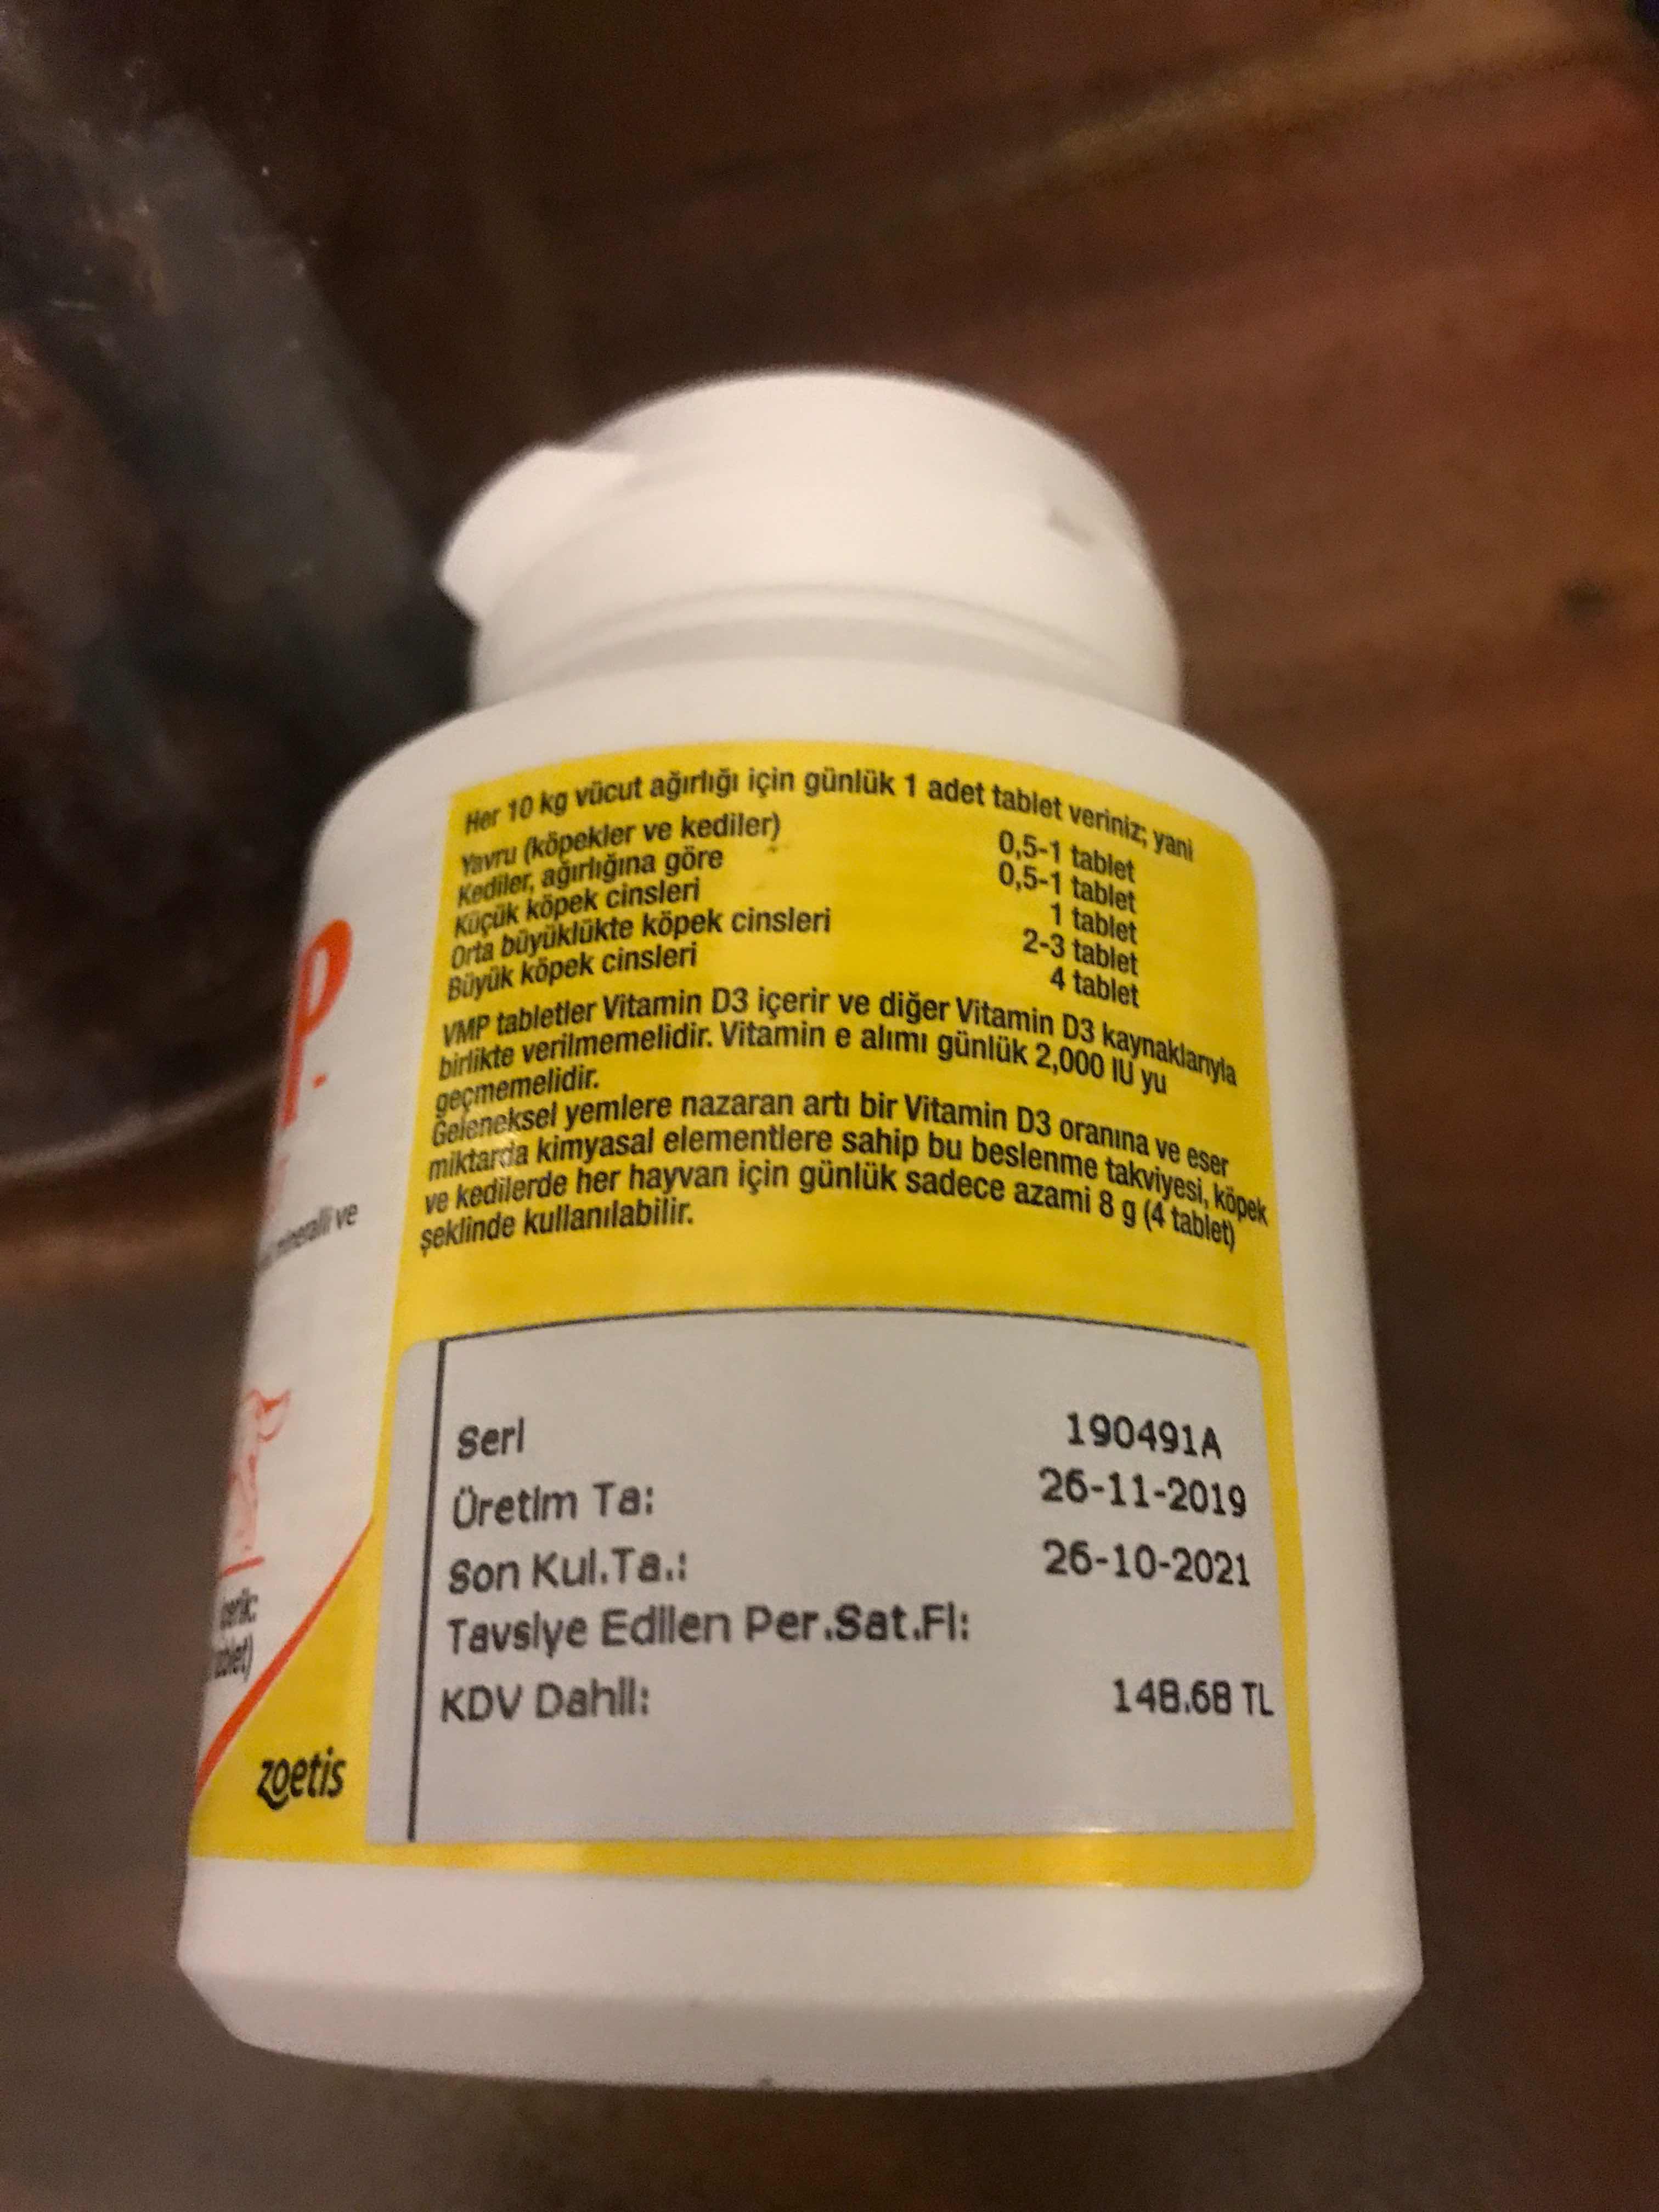 Her 10 kg vücut ağırlığı için günlük 1 adet tablet veriniz; yani
Yavru (köpekler ve kediler) 0,5-1 tablet
Kediler, ağırlığına göre 0,5-1 tablet
Küçük köpek cinsleri 1 tablet
Orta büyüklükte köpek cinsleri 2-3 tablet
Büyük köpek cinsleri 4 tablet
VMP tabletler Vitamin D3 içerir ve diğer Vitamin D3 kaynaklarıyla
birlikte verilmemelidir. Vitamin e alımı günlük 2,000 IU yu
geçmemelidir.
Geleneksel yemlere nazaran artı bir Vitamin D3 oranına ve eser
miktarda kimyasal elementlere sahip bu beslenme takviyesi, köpek
ve kedilerde her hayvan için günlük sadece azami 8 g (4 tablet)
şeklinde kullanılabilir.
P
mineralli ve
zoetis
Seri 190491A
Üretim Ta: 26-11-2019
Son Kul.Ta.: 26-10-2021
Tavsiye Edilen Per.Sat.Fi:
KDV Dahil: 148.68 TL